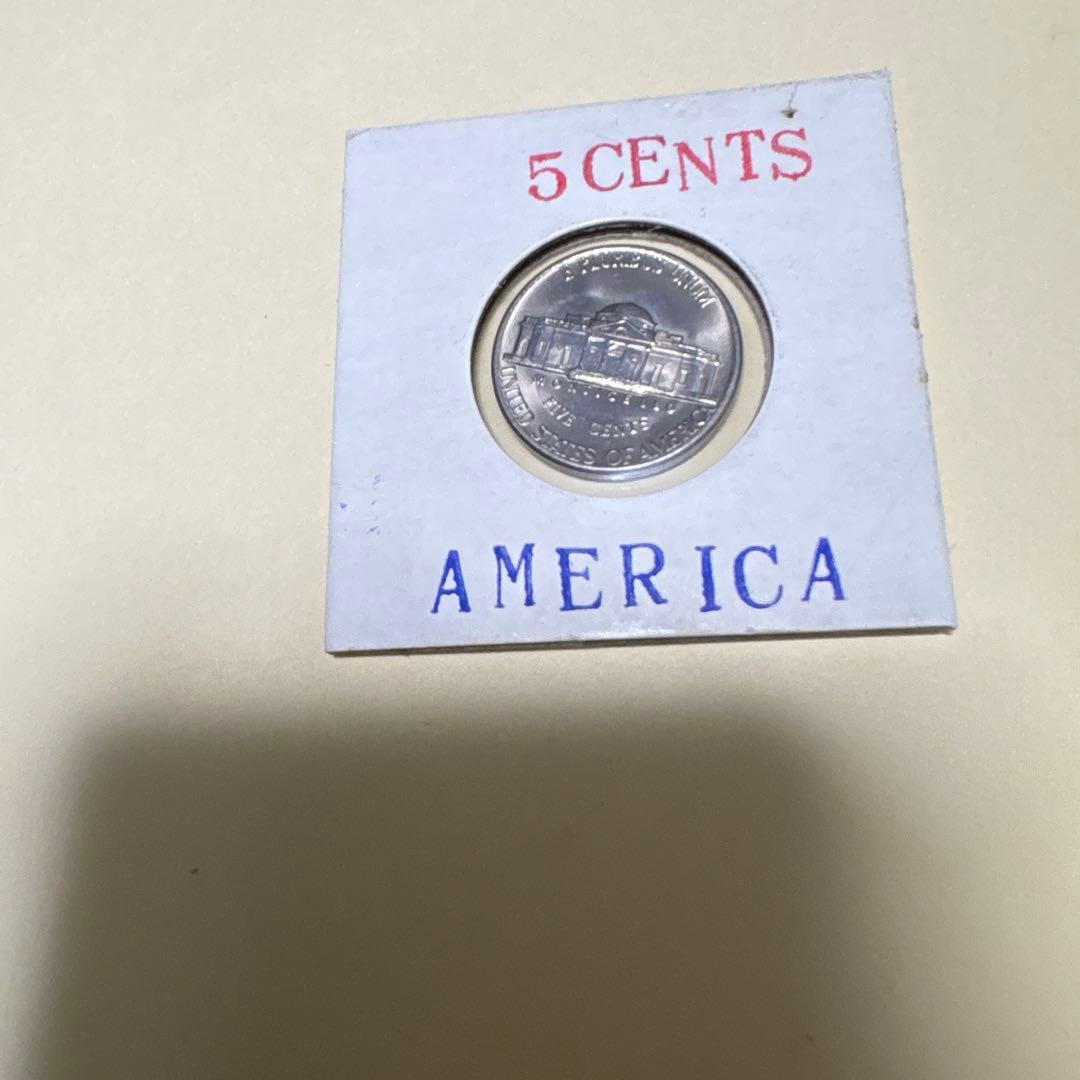 5 CENTS
E PLURIBUS UNUM
MONTICELLO
FIVE CENTS
UNITED STATES OF AMERICA
AMERICA